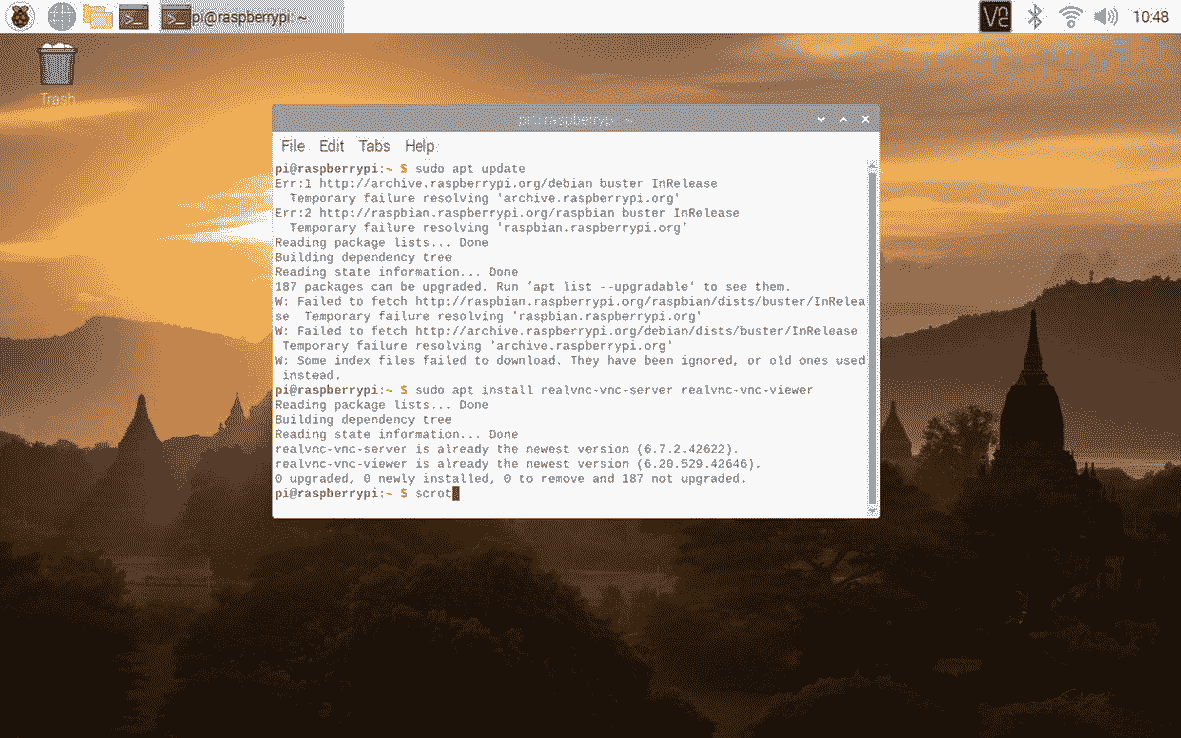 pi@raspberrypi: ~
10:48
Trash
pi@raspberrypi: ~
File Edit Tabs Help
pi@raspberrypi:~ $ sudo apt update
Err:1 http://archive.raspberrypi.org/debian buster InRelease
  Temporary failure resolving 'archive.raspberrypi.org'
Err:2 http://raspbian.raspberrypi.org/raspbian buster InRelease
  Temporary failure resolving 'raspbian.raspberrypi.org'
Reading package lists... Done
Building dependency tree
Reading state information... Done
187 packages can be upgraded. Run 'apt list --upgradable' to see them.
W: Failed to fetch http://raspbian.raspberrypi.org/raspbian/dists/buster/InRelea
se  Temporary failure resolving 'raspbian.raspberrypi.org'
W: Failed to fetch http://archive.raspberrypi.org/debian/dists/buster/InRelease
 Temporary failure resolving 'archive.raspberrypi.org'
W: Some index files failed to download. They have been ignored, or old ones used
 instead.
pi@raspberrypi:~ $ sudo apt install realvnc-vnc-server realvnc-vnc-viewer
Reading package lists... Done
Building dependency tree
Reading state information... Done
realvnc-vnc-server is already the newest version (6.7.2.42622).
realvnc-vnc-viewer is already the newest version (6.20.529.42646).
0 upgraded, 0 newly installed, 0 to remove and 187 not upgraded.
pi@raspberrypi:~ $ scrot